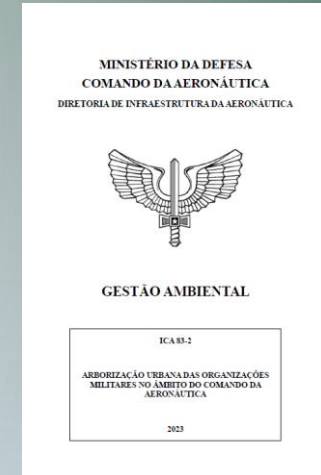 MINISTÉRIO DA DEFESA
COMANDO DA AERONÁUTICA
DIRETORIA DE INFRAESTRUTURA DA AERONÁUTICA
GESTÃO AMBIENTAL
ICA 83-2
ARBORIZAÇÃO URBANA DAS ORGANIZAÇÕES
MILITARES NO ÂMBITO DO COMANDO DA
AERONÁUTICA
2023